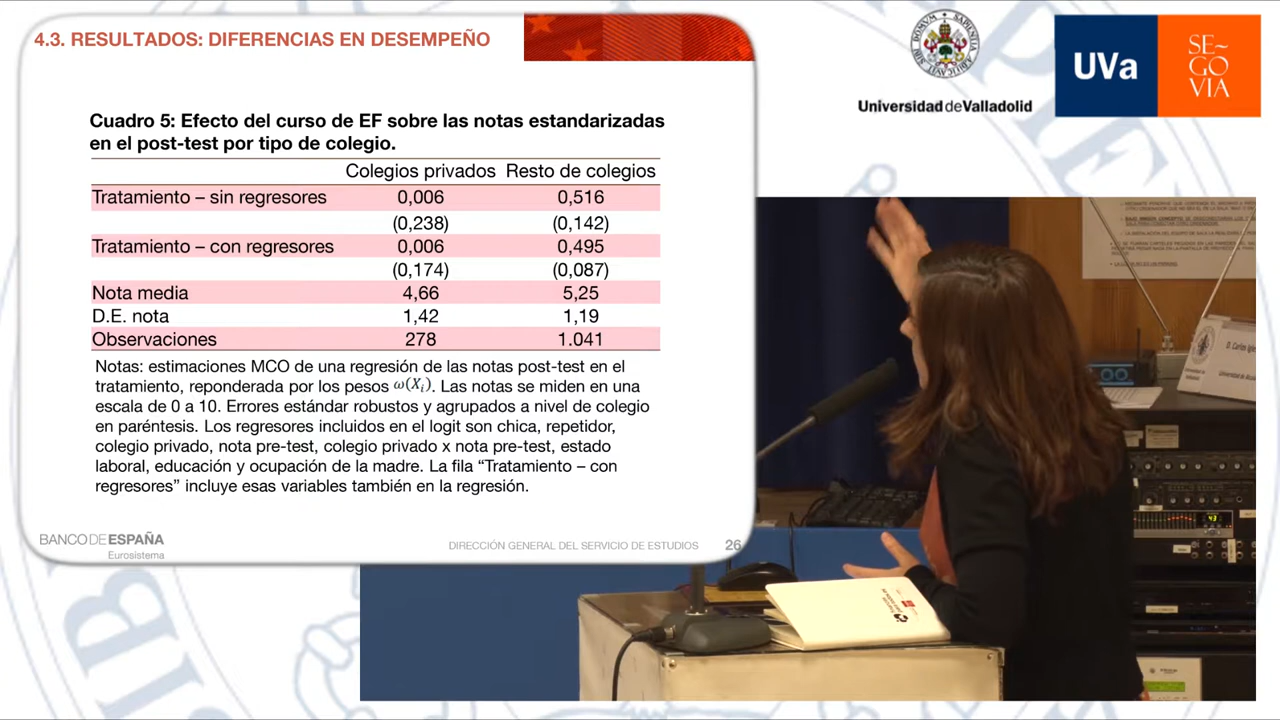 4.3. RESULTADOS: DIFERENCIAS EN DESEMPEÑO
Cuadro 5: Efecto del curso de EF sobre las notas estandarizadas
en el post-test por tipo de colegio.
Colegios privados Resto de colegios
Tratamiento – sin regresores 0,006 0,516
(0,238) (0,142)
Tratamiento – con regresores 0,006 0,495
(0,174) (0,087)
Nota media 4,66 5,25
D.E. nota 1,42 1,19
Observaciones 278 1.041
Notas: estimaciones MCO de una regresión de las notas post-test en el
tratamiento, reponderada por los pesos ω(Xᵢ). Las notas se miden en una
escala de 0 a 10. Errores estándar robustos y agrupados a nivel de colegio
en paréntesis. Los regresores incluidos en el logit son chica, repetidor,
colegio privado, nota pre-test, colegio privado x nota pre-test, estado
laboral, educación y ocupación de la madre. La fila “Tratamiento – con
regresores” incluye esas variables también en la regresión.
BANCODEESPAÑA
Eurosistema
DIRECCIÓN GENERAL DEL SERVICIO DE ESTUDIOS 26
Universidad deValladolid
UVa
SE~
GO
VIA
D. Carlos
43